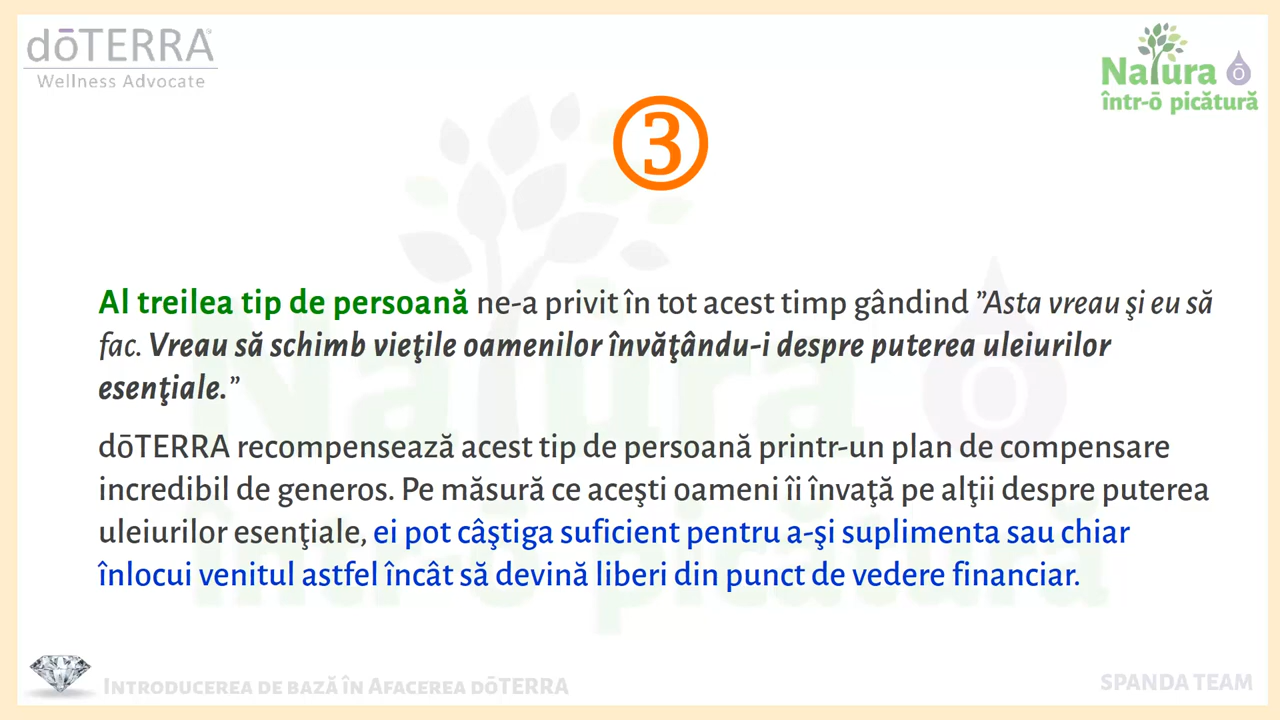 dōTERRA
Wellness Advocate
Natura ō
într-ō picătură
3
Al treilea tip de persoană ne-a privit în tot acest timp gândind ”Asta vreau şi eu să
fac. Vreau să schimb vieţile oamenilor învăţându-i despre puterea uleiurilor
esenţiale.”
dōTERRA recompensează acest tip de persoană printr-un plan de compensare
incredibil de generos. Pe măsură ce aceşti oameni îi învaţă pe alţii despre puterea
uleiurilor esenţiale, ei pot câştiga suficient pentru a-şi suplimenta sau chiar
înlocui venitul astfel încât să devină liberi din punct de vedere financiar.
Introducerea de bază în Afacerea dōTERRA
SPANDA TEAM